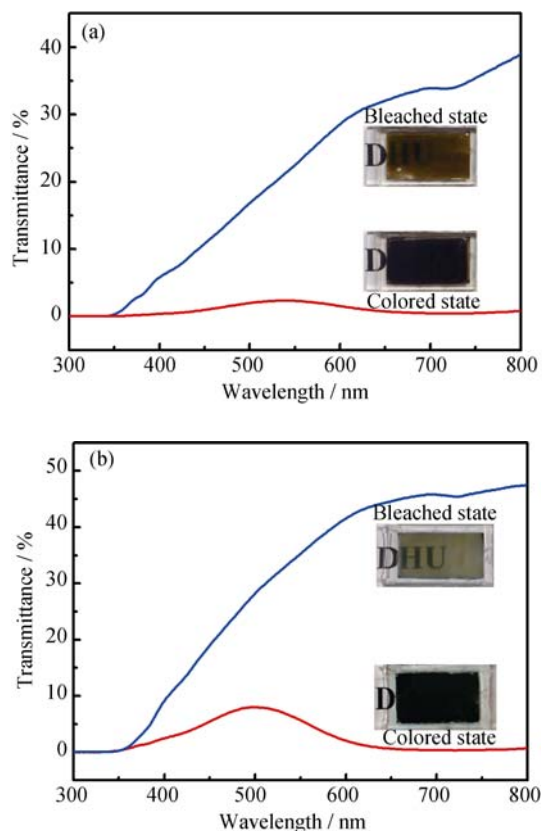 (a)
40
30
20
10
0
Transmittance / %
Bleached state
DHU
D
Colored state
300 400 500 600 700 800
Wavelength / nm
(b)
50
40
30
20
10
0
Transmittance / %
Bleached state
DHU
D
Colored state
300 400 500 600 700 800
Wavelength / nm